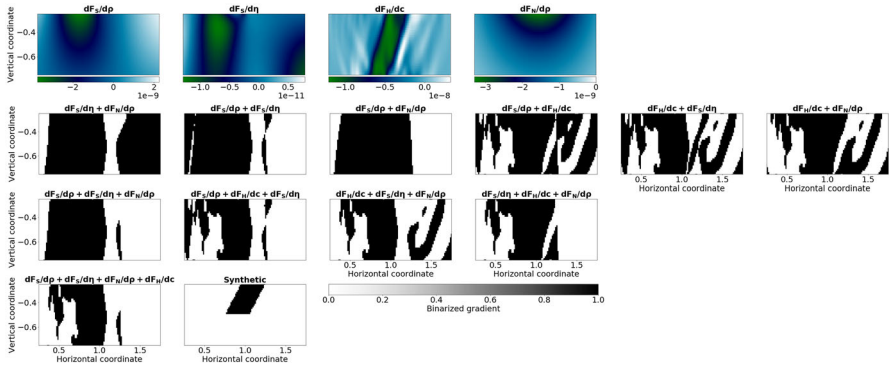 dF_S/dρ dF_S/dη dF_H/dc dF_N/dρ
Vertical coordinate
−0.4
−0.6
−2 0 2 −1.0 −0.5 0.0 0.5 −1.0 −0.5 0.0 −2 −1 0
1e−9 1e−11 1e−8 1e−9
dF_S/dη + dF_N/dρ dF_S/dρ + dF_S/dη dF_S/dρ + dF_N/dρ dF_S/dρ + dF_H/dc dF_H/dc + dF_S/dη dF_H/dc + dF_N/dρ
Vertical coordinate
−0.4
−0.6
0.5 1.0 1.5 0.5 1.0 1.5
Horizontal coordinate Horizontal coordinate
dF_S/dρ + dF_S/dη + dF_N/dρ dF_S/dρ + dF_H/dc + dF_S/dη dF_H/dc + dF_S/dη + dF_N/dρ dF_S/dη + dF_H/dc + dF_N/dρ
Vertical coordinate
−0.4
−0.6
0.5 1.0 1.5 0.5 1.0 1.5
Horizontal coordinate Horizontal coordinate
dF_S/dρ + dF_S/dη + dF_N/dρ + dF_H/dc Synthetic
Vertical coordinate
−0.4
−0.6
0.0 0.2 0.4 0.6 0.8 1.0
Binarized gradient
0.5 1.0 1.5 0.5 1.0 1.5
Horizontal coordinate Horizontal coordinate